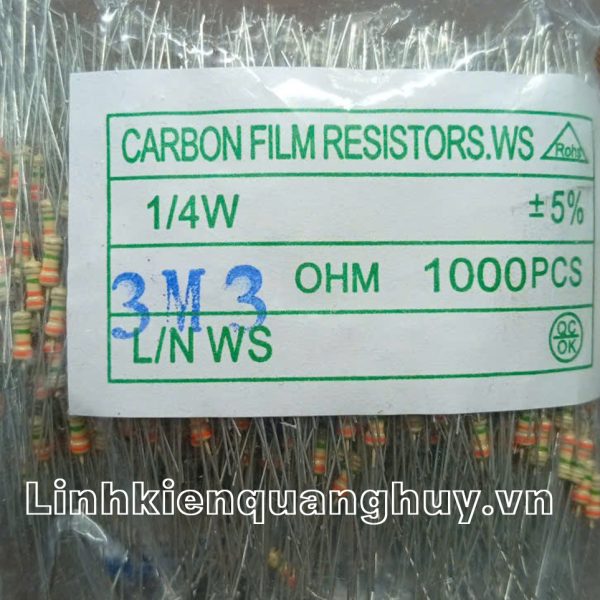 CARBON FILM RESISTORS.WS Rohs
1/4W ±5%
3M3 OHM 1000PCS
L/N WS QC OK
Linhkienquanghuy.vn